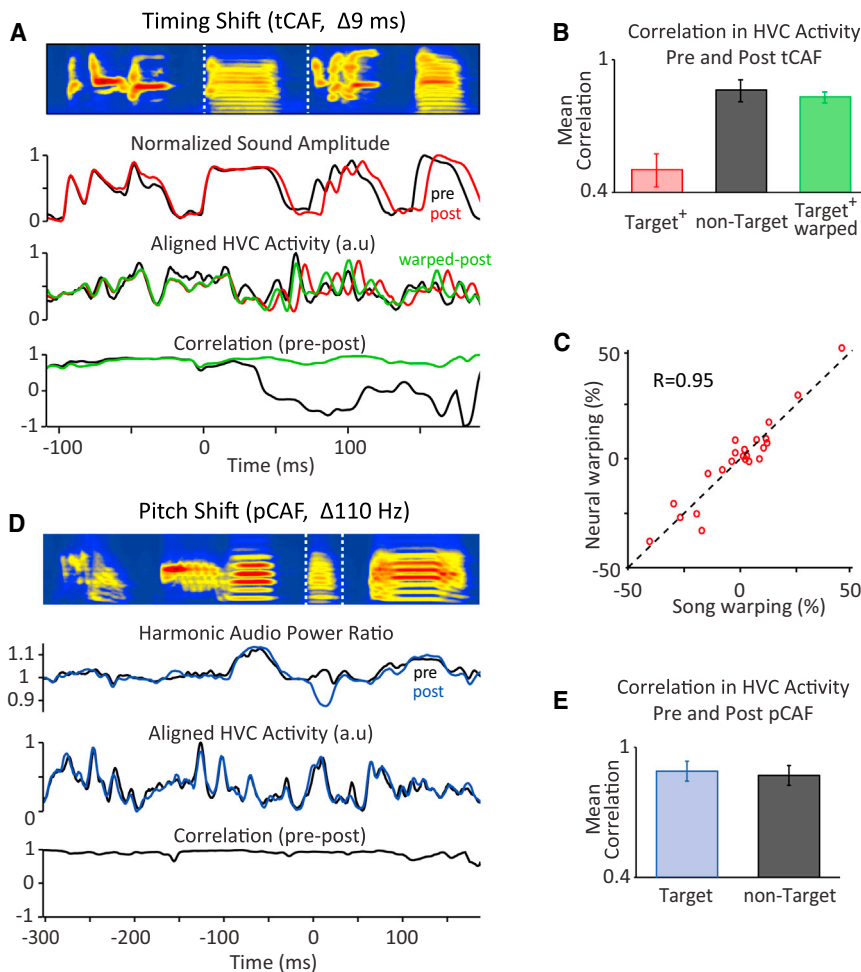 A
Timing Shift (tCAF, Δ9 ms)
Normalized Sound Amplitude
1
0
pre
post
Aligned HVC Activity (a.u)
warped-post
1
0
Correlation (pre-post)
1
0
-1
-100
0
100
Time (ms)
B
Correlation in HVC Activity
Pre and Post tCAF
Mean
Correlation
1
0.4
Target+
non-Target
Target+
warped
C
50
0
-50
R=0.95
Neural warping (%)
-50
0
50
Song warping (%)
D
Pitch Shift (pCAF, Δ110 Hz)
Harmonic Audio Power Ratio
1.1
1
0.9
pre
post
Aligned HVC Activity (a.u)
1
0
Correlation (pre-post)
1
0
-1
-300
-200
-100
0
100
Time (ms)
E
Correlation in HVC Activity
Pre and Post pCAF
Mean
Correlation
1
0.4
Target
non-Target